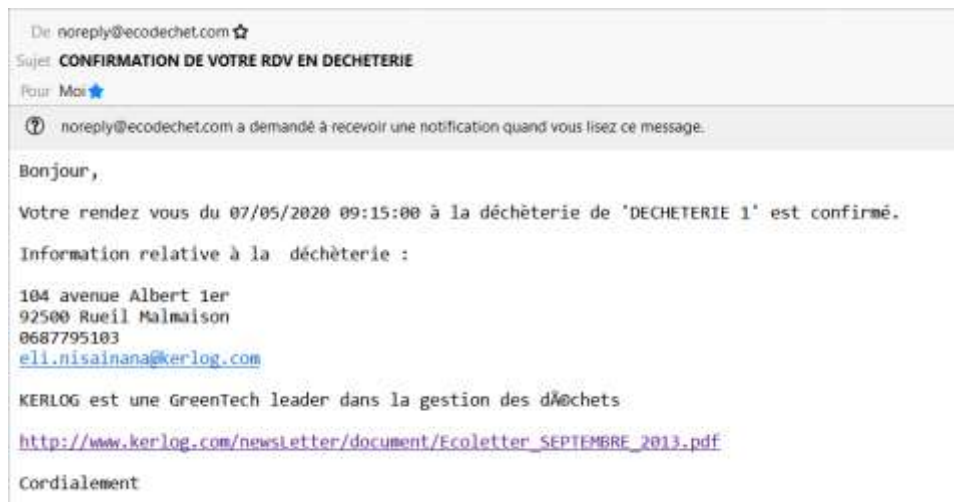 De noreply@ecodechet.com
Sujet CONFIRMATION DE VOTRE RDV EN DECHETERIE
Pour Moi
noreply@ecodechet.com a demandé à recevoir une notification quand vous lisez ce message.
Bonjour,
Votre rendez vous du 07/05/2020 09:15:00 à la déchèterie de 'DECHETERIE 1' est confirmé.
Information relative à la déchèterie :
104 avenue Albert 1er
92500 Rueil Malmaison
0687795103
eli.nisainana@kerlog.com
KERLOG est une GreenTech leader dans la gestion des dÃ©chets
http://www.kerlog.com/newsLetter/document/Ecoletter_SEPTEMBRE_2013.pdf
Cordialement